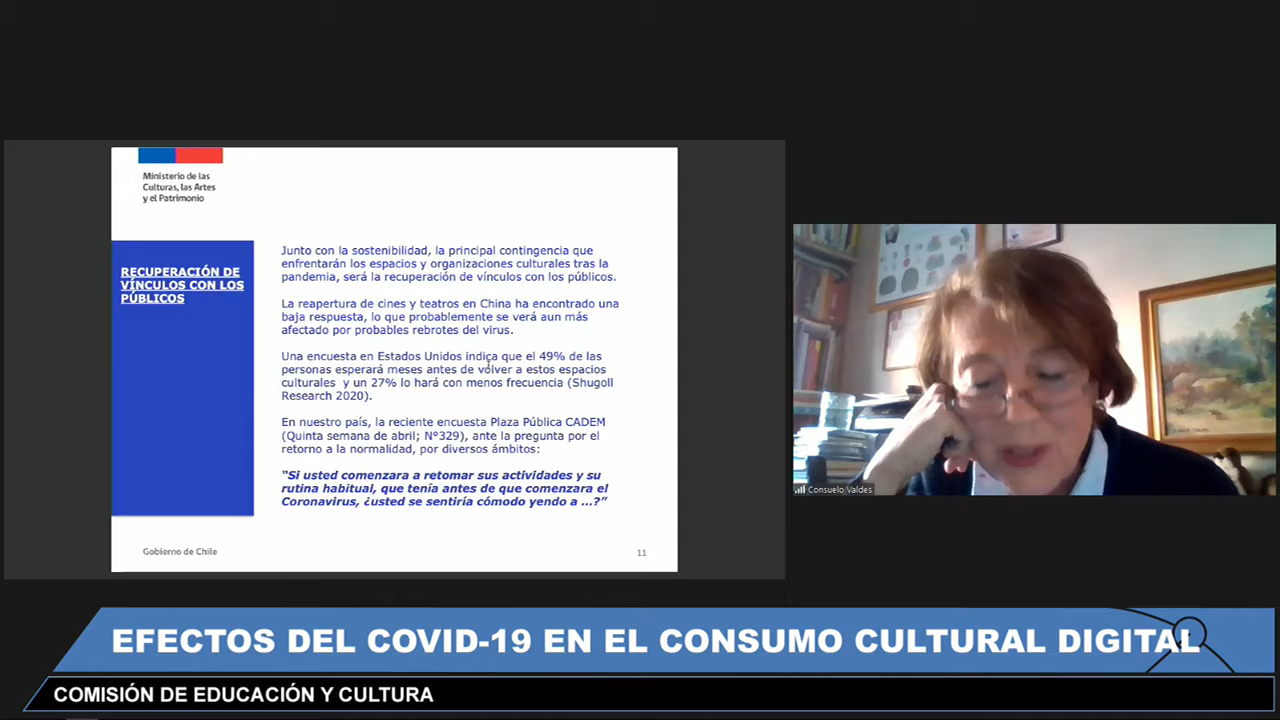 Ministerio de las
Culturas, las Artes
y el Patrimonio
RECUPERACIÓN DE
VÍNCULOS CON LOS
PÚBLICOS
Junto con la sostenibilidad, la principal contingencia que
enfrentarán los espacios y organizaciones culturales tras la
pandemia, será la recuperación de vínculos con los públicos.
La reapertura de cines y teatros en China ha encontrado una
baja respuesta, lo que probablemente se verá aun más
afectado por probables rebrotes del virus.
Una encuesta en Estados Unidos indica que el 49% de las
personas esperará meses antes de volver a estos espacios
culturales y un 27% lo hará con menos frecuencia (Shugoll
Research 2020).
En nuestro país, la reciente encuesta Plaza Pública CADEM
(Quinta semana de abril; N°329), ante la pregunta por el
retorno a la normalidad, por diversos ámbitos:
“Si usted comenzara a retomar sus actividades y su
rutina habitual, que tenía antes de que comenzara el
Coronavirus, ¿usted se sentiría cómodo yendo a ...?”
Gobierno de Chile
11
Consuelo Valdes
EFECTOS DEL COVID-19 EN EL CONSUMO CULTURAL DIGITAL
COMISIÓN DE EDUCACIÓN Y CULTURA